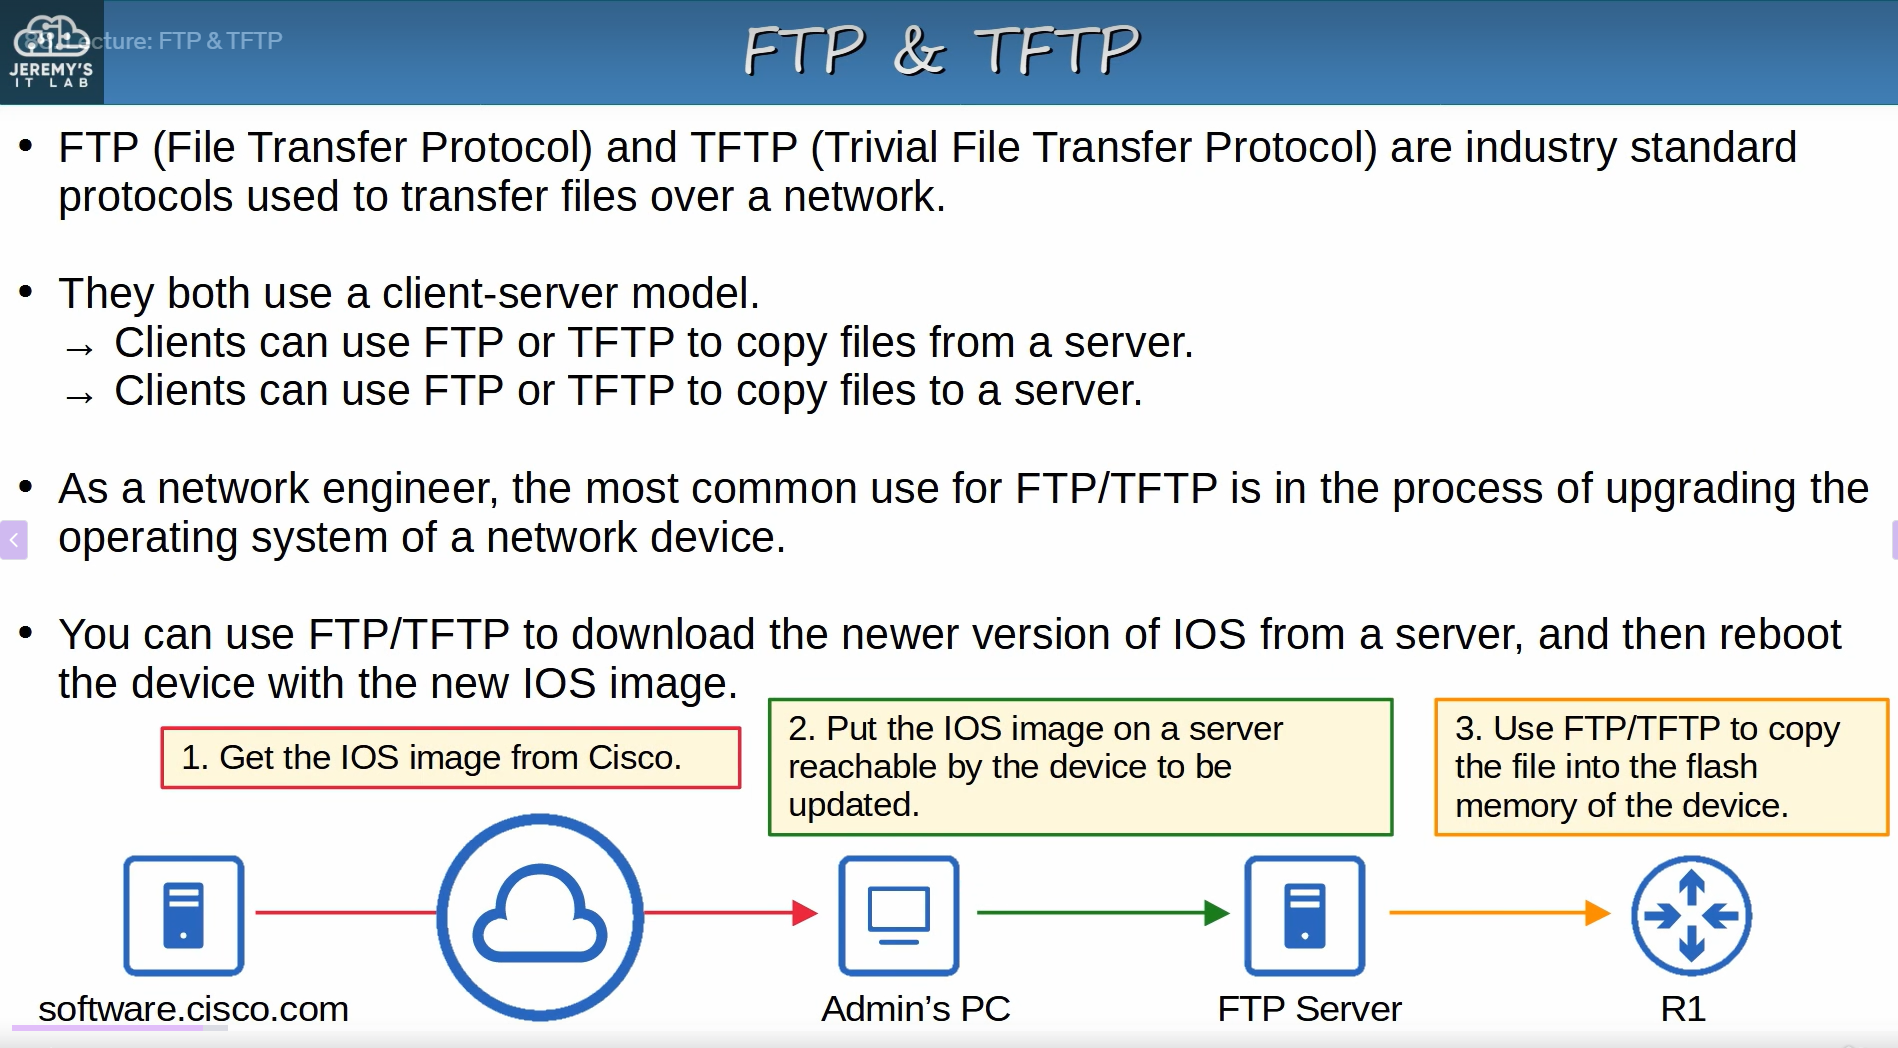 JEREMY'S
IT LAB
Lecture: FTP & TFTP
FTP & TFTP
• FTP (File Transfer Protocol) and TFTP (Trivial File Transfer Protocol) are industry standard
protocols used to transfer files over a network.
• They both use a client-server model.
→ Clients can use FTP or TFTP to copy files from a server.
→ Clients can use FTP or TFTP to copy files to a server.
• As a network engineer, the most common use for FTP/TFTP is in the process of upgrading the
operating system of a network device.
• You can use FTP/TFTP to download the newer version of IOS from a server, and then reboot
the device with the new IOS image.
1. Get the IOS image from Cisco.
2. Put the IOS image on a server
reachable by the device to be
updated.
3. Use FTP/TFTP to copy
the file into the flash
memory of the device.
software.cisco.com
Admin’s PC
FTP Server
R1